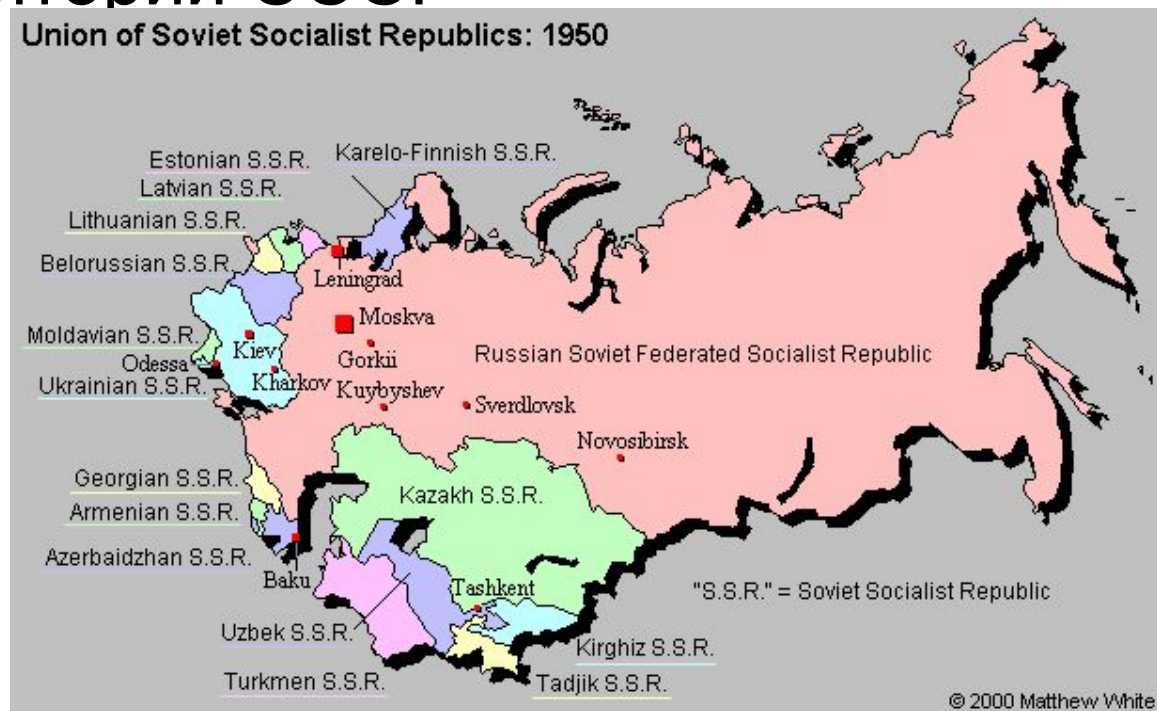 СССР
Union of Soviet Socialist Republics: 1950
Estonian S.S.R.
Karelo-Finnish S.S.R.
Latvian S.S.R.
Lithuanian S.S.R.
Belorussian S.S.R.
Leningrad
Moskva
Moldavian S.S.R.
Kiev
Gorkii
Russian Soviet Federated Socialist Republic
Odessa
Ukrainian S.S.R.
Kharkov
Kuybyshev
Sverdlovsk
Novosibirsk
Georgian S.S.R.
Kazakh S.S.R.
Armenian S.S.R.
Azerbaidzhan S.S.R.
Baku
Tashkent
"S.S.R." = Soviet Socialist Republic
Uzbek S.S.R.
Kirghiz S.S.R.
Turkmen S.S.R.
Tadjik S.S.R.
© 2000 Matthew White